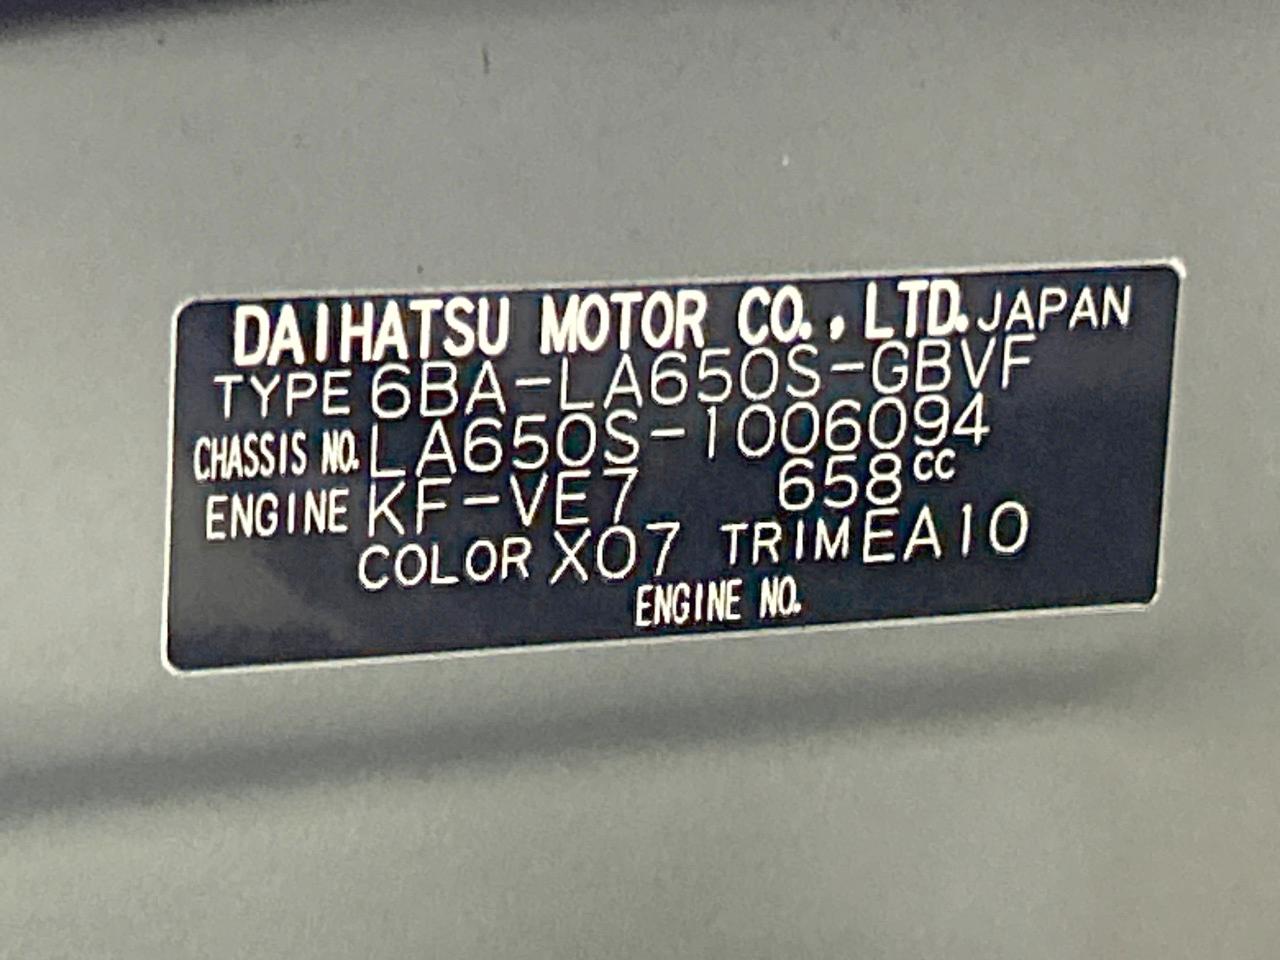 DAIHATSU MOTOR CO., LTD. JAPAN
TYPE 6BA-LA650S-GBVF
CHASSIS NO. LA650S-1006094
ENGINE KF-VE7 658cc
COLOR X07 TRIM EA10
ENGINE NO.